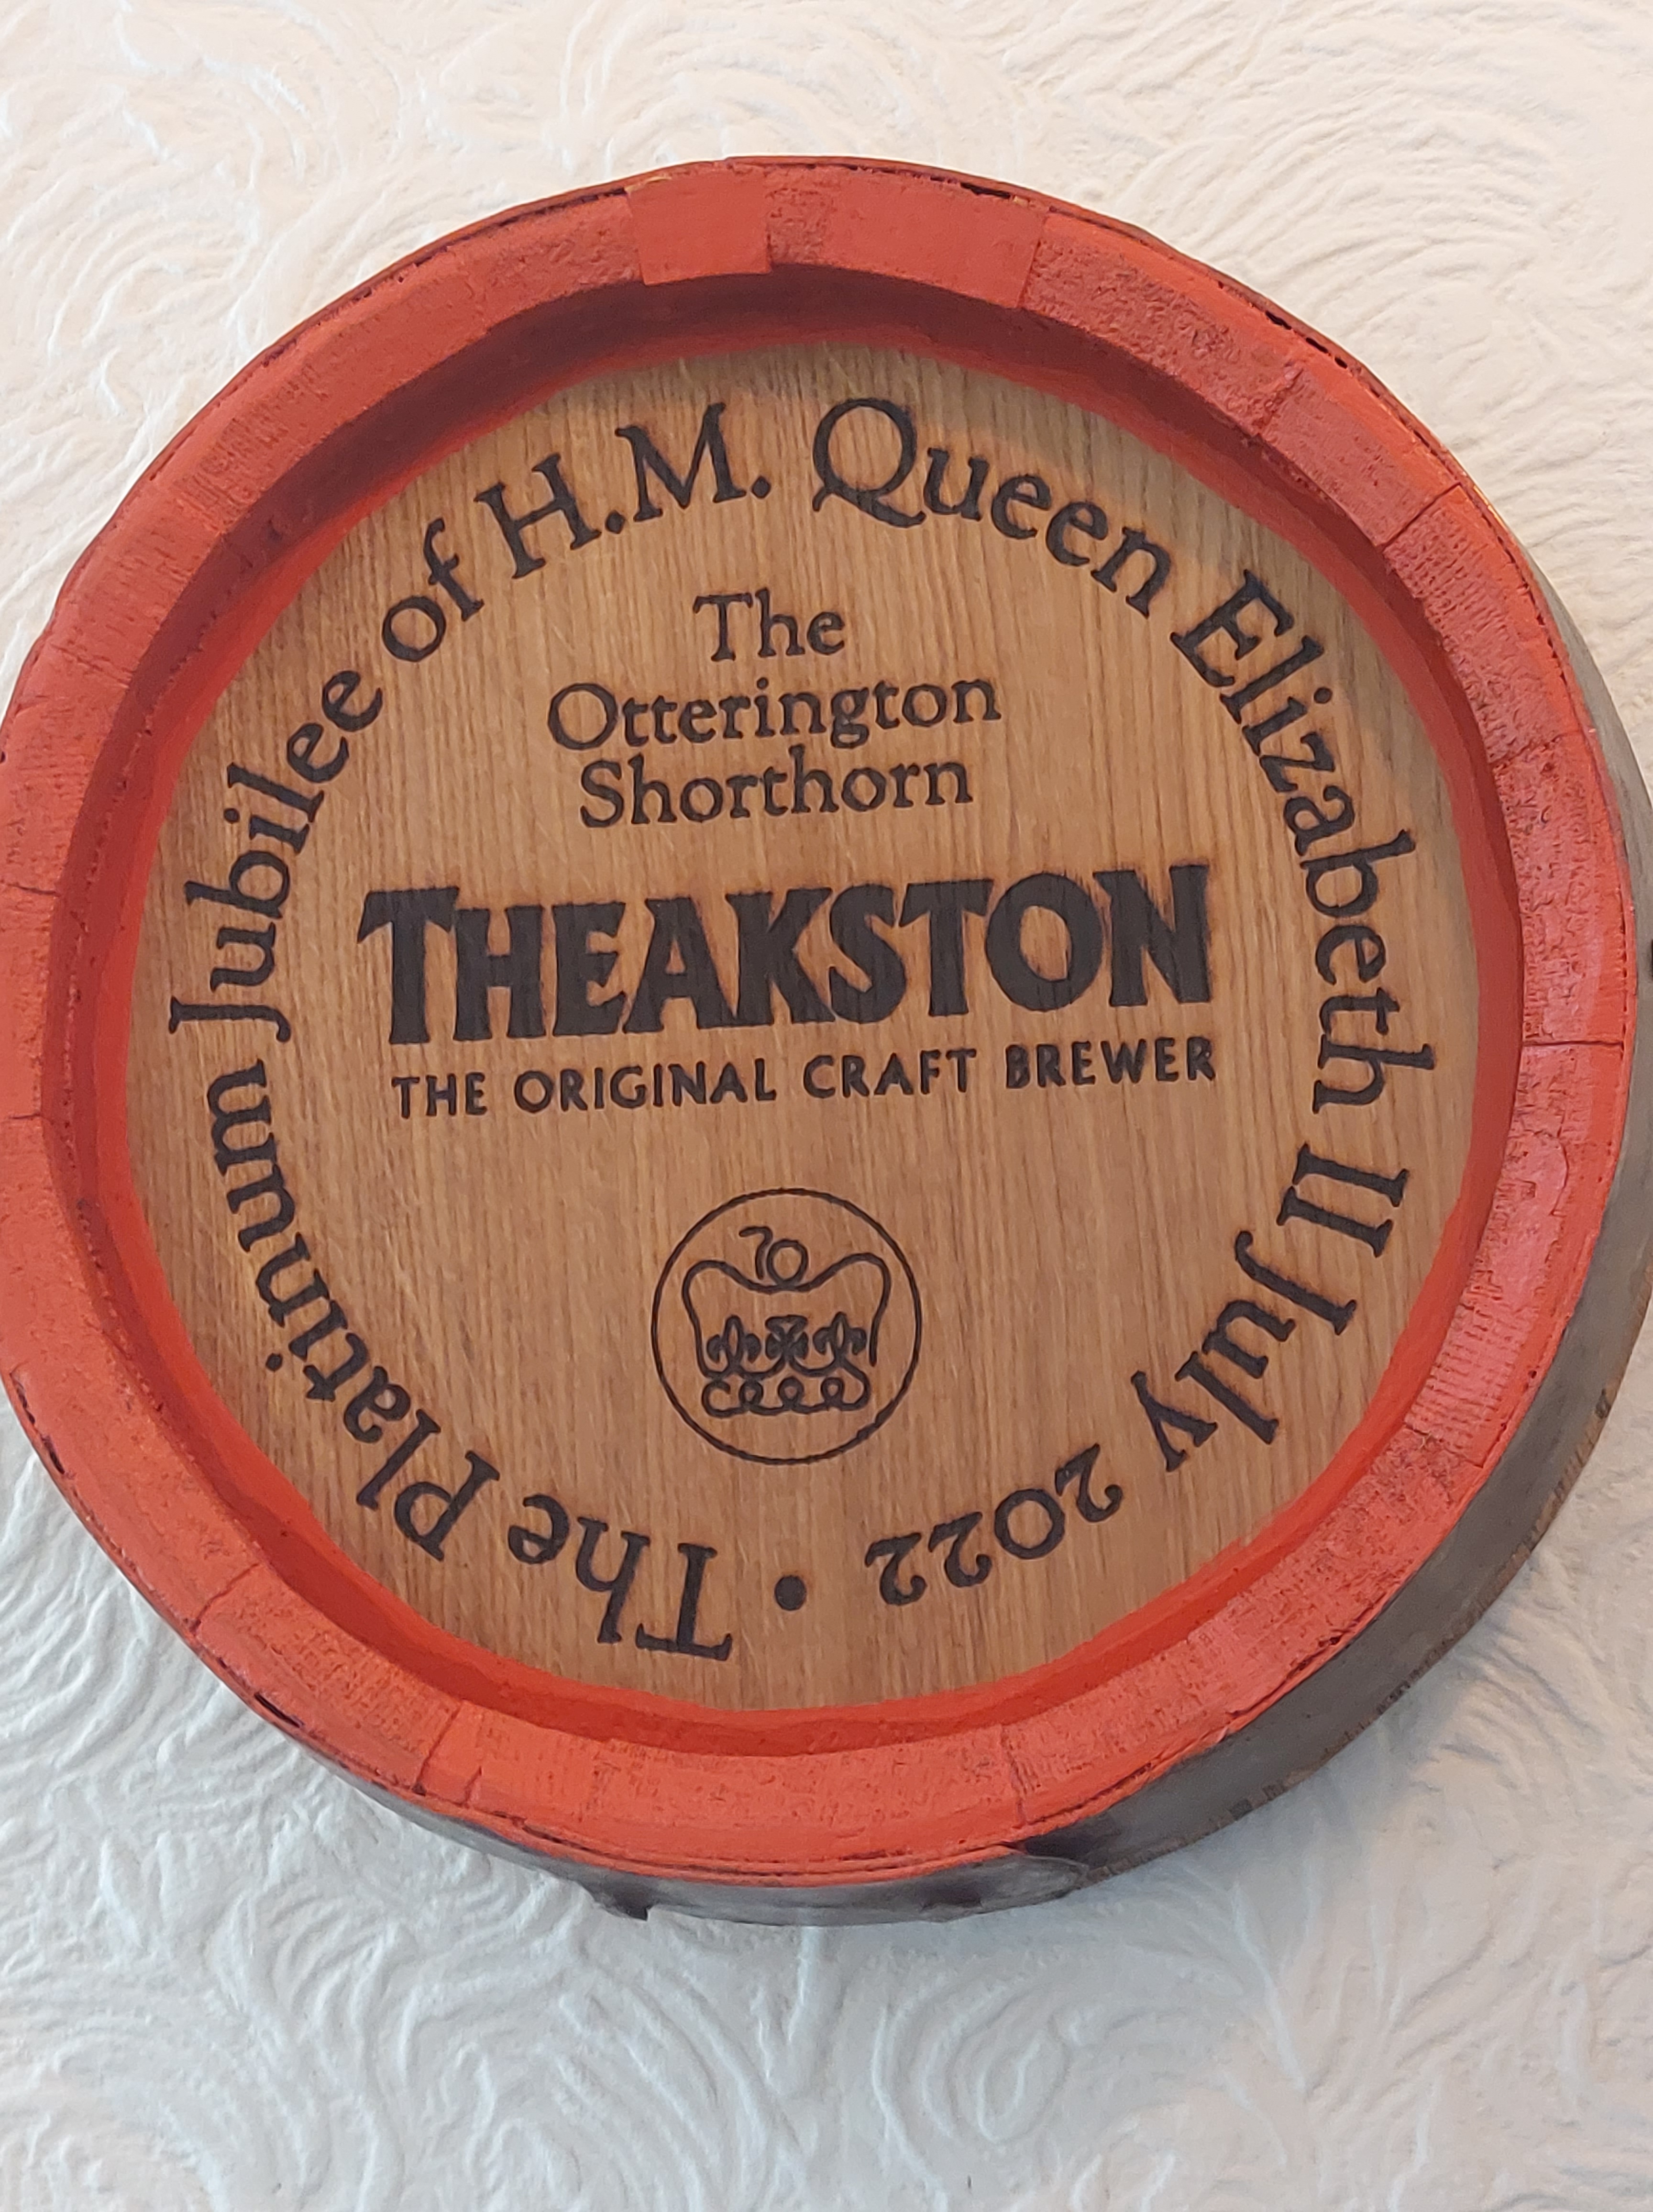 The Platinum Jubilee of H.M. Queen Elizabeth II July 2022 •
The
Otterington
Shorthorn
THEAKSTON
THE ORIGINAL CRAFT BREWER
70